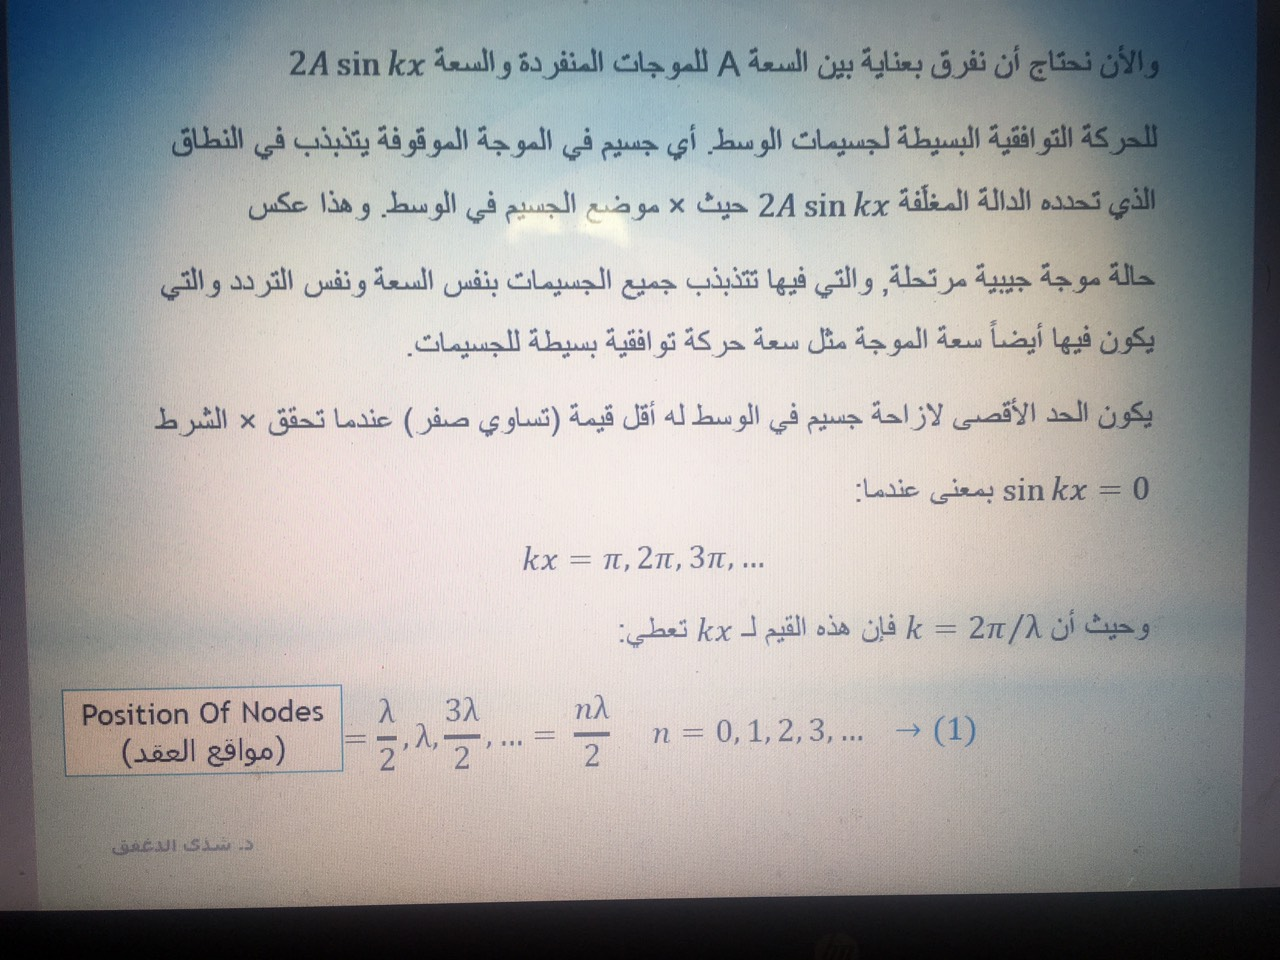 والأن نحتاج أن نفرق بعناية بين السعة A للموجات المنفردة والسعة 2A sin kx
للحركة التوافقية البسيطة لجسيمات الوسط. أي جسيم في الموجة الموقوفة يتذبذب في النطاق
الذي تحدده الدالة المغلّفة 2A sin kx حيث x موضع الجسيم في الوسط. وهذا عكس
حالة موجة جيبية مرتحلة, والتي فيها تتذبذب جميع الجسيمات بنفس السعة ونفس التردد والتي
يكون فيها أيضاً سعة الموجة مثل سعة حركة توافقية بسيطة للجسيمات.
يكون الحد الأقصى لازاحة جسيم في الوسط له أقل قيمة (تساوي صفر) عندما تحقق x الشرط
sin kx = 0 بمعنى عندما:
kx = π, 2π, 3π, ...
وحيث أن k = 2π/λ فإن هذه القيم لـ kx تعطي:
Position Of Nodes (مواقع العقد) = λ/2, λ, 3λ/2, ... = nλ/2 n = 0, 1, 2, 3, ... → (1)
د. شذى الدغفق